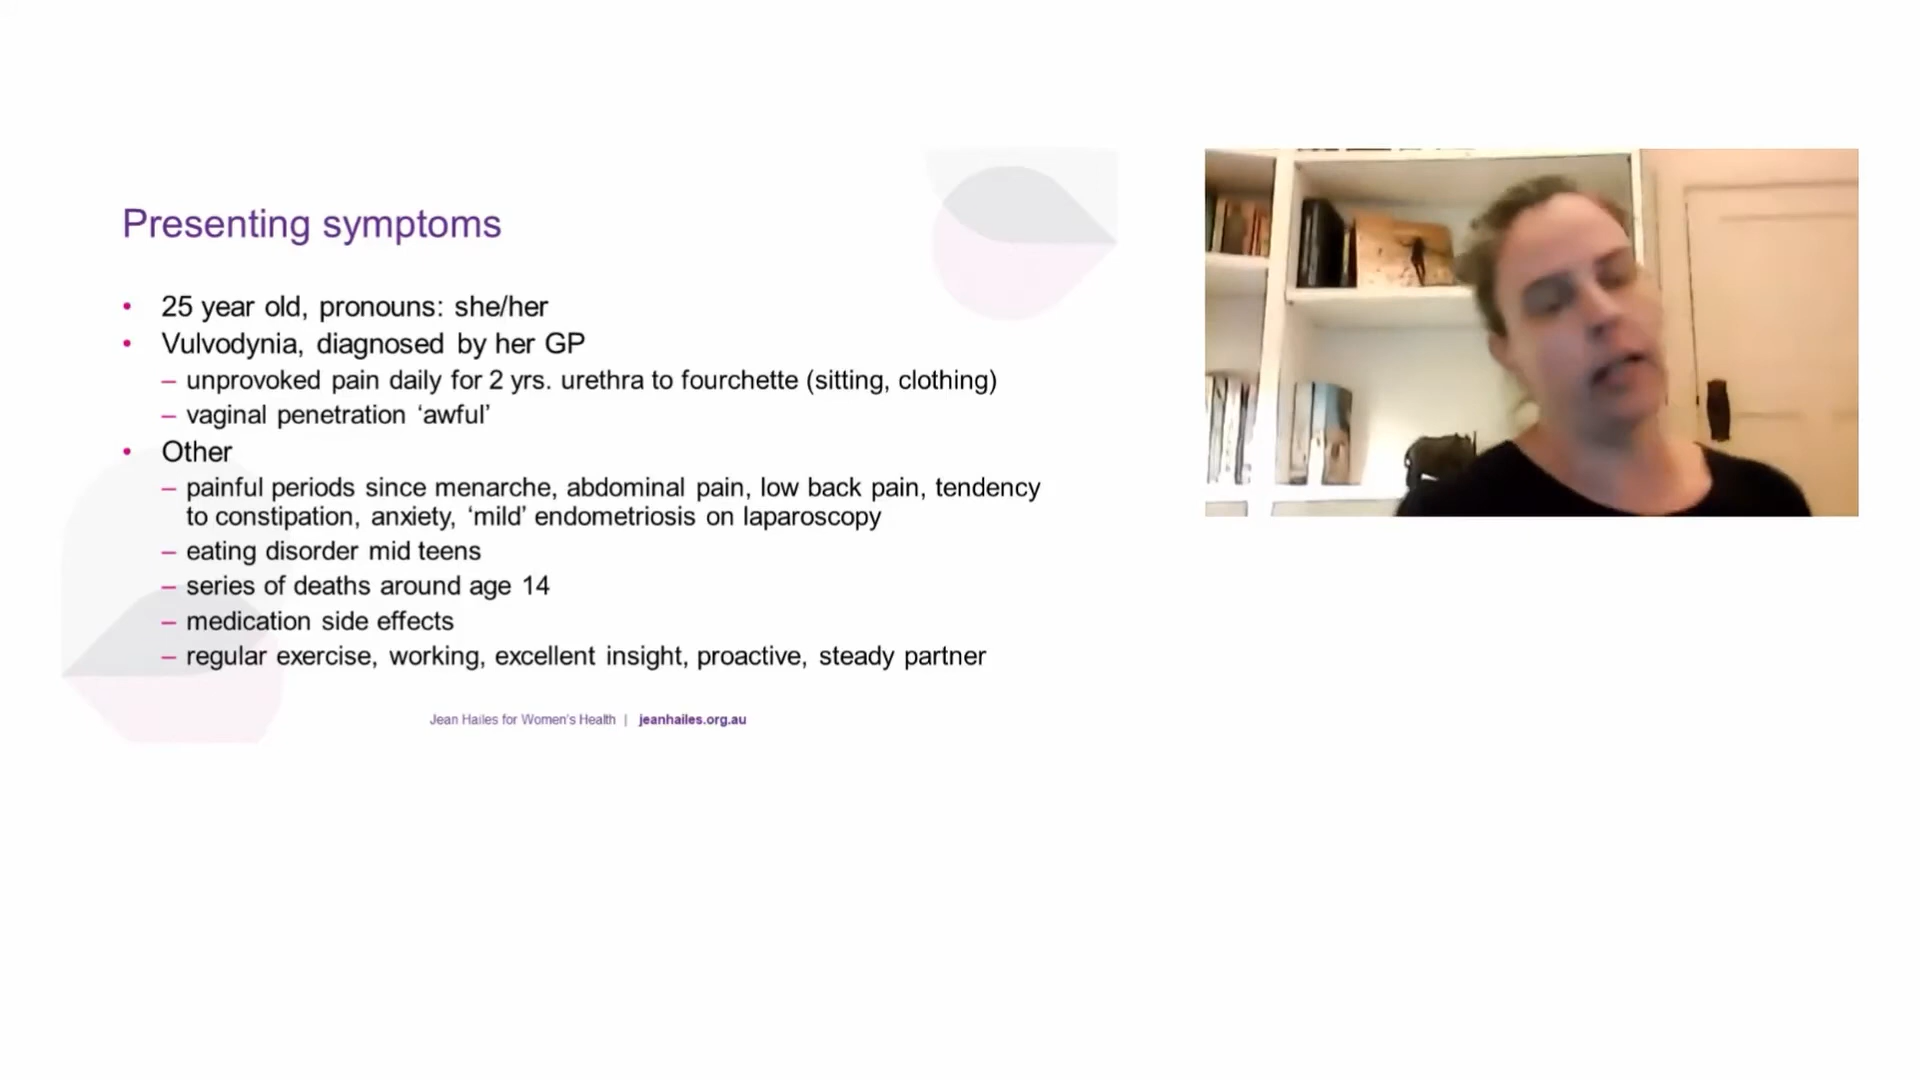 Presenting symptoms
• 25 year old, pronouns: she/her
• Vulvodynia, diagnosed by her GP
– unprovoked pain daily for 2 yrs. urethra to fourchette (sitting, clothing)
– vaginal penetration ‘awful’
• Other
– painful periods since menarche, abdominal pain, low back pain, tendency
to constipation, anxiety, ‘mild’ endometriosis on laparoscopy
– eating disorder mid teens
– series of deaths around age 14
– medication side effects
– regular exercise, working, excellent insight, proactive, steady partner
Jean Hailes for Women’s Health | jeanhailes.org.au